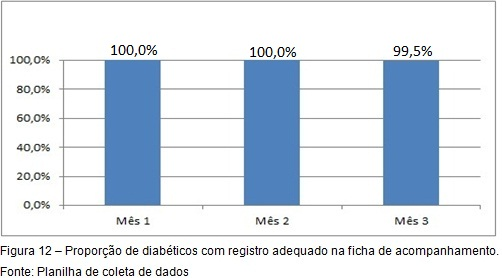 100,0% 100,0% 99,5%
100,0%
80,0%
60,0%
40,0%
20,0%
0,0%
Mês 1 Mês 2 Mês 3
Figura 12 – Proporção de diabéticos com registro adequado na ficha de acompanhamento.
Fonte: Planilha de coleta de dados